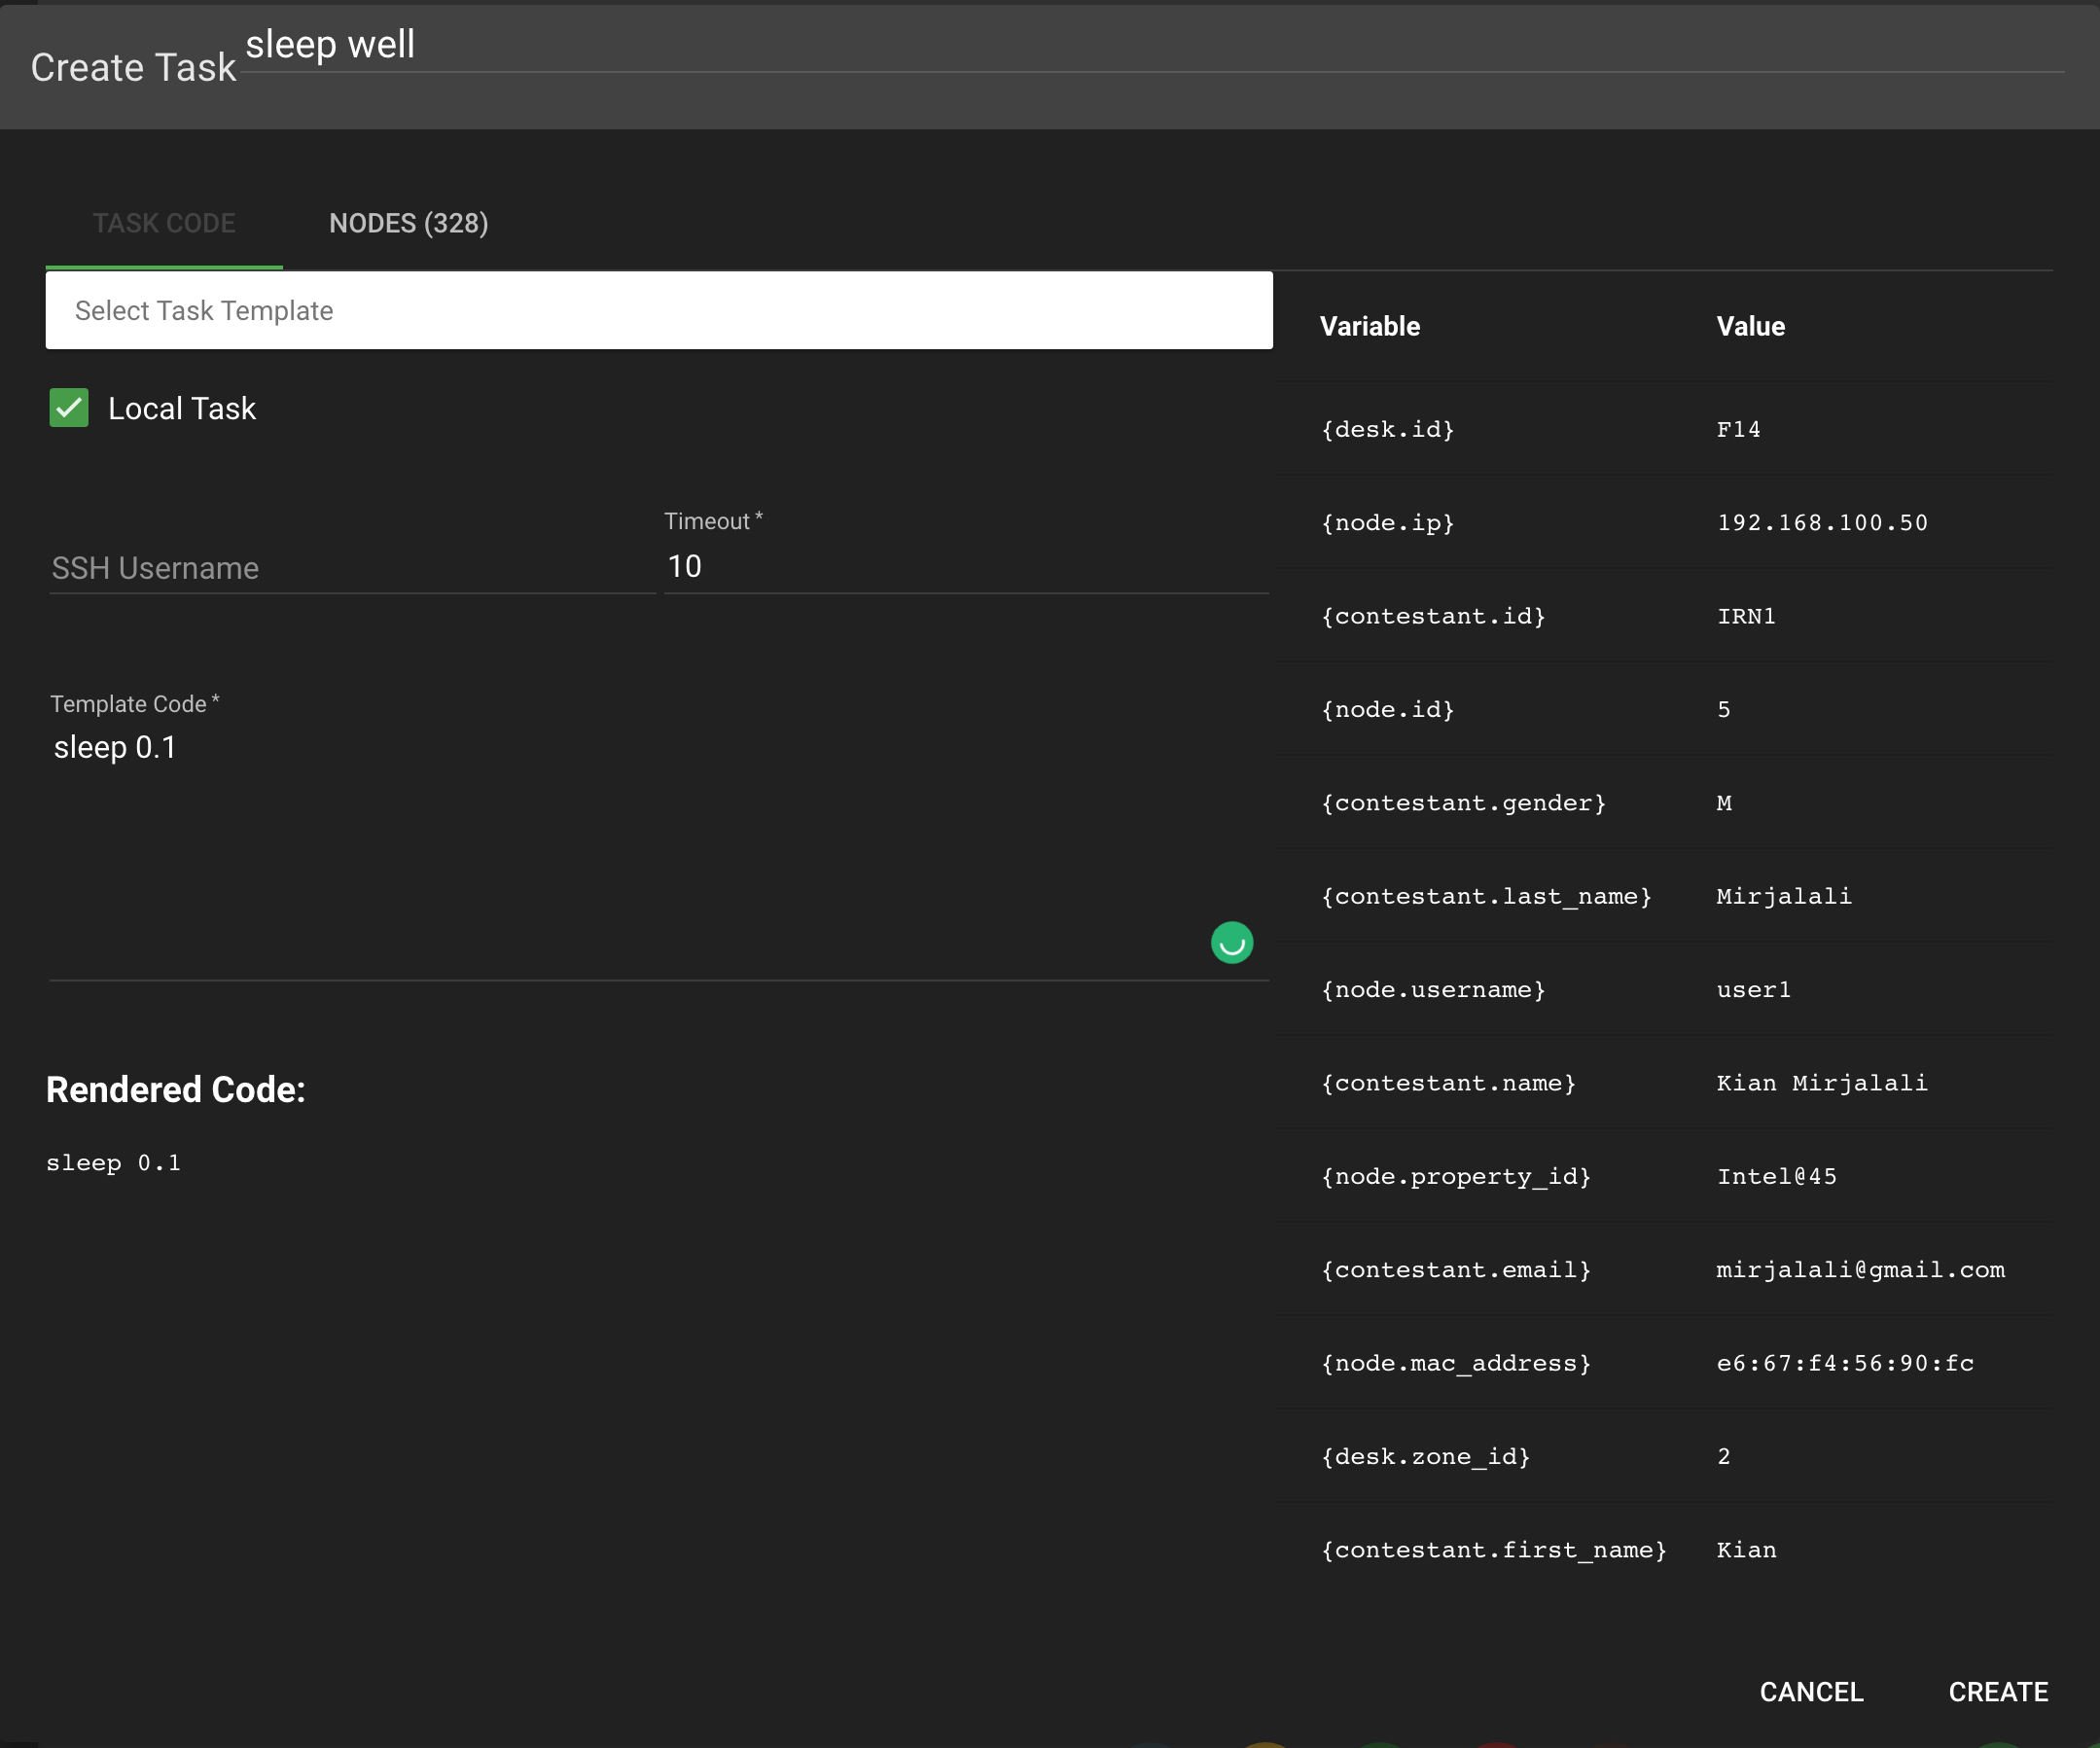 Create Task sleep well
TASK CODE NODES (328)
Select Task Template
Local Task
SSH Username
Timeout *
10
Template Code *
sleep 0.1
Rendered Code:
sleep 0.1
Variable Value
{desk.id} F14
{node.ip} 192.168.100.50
{contestant.id} IRN1
{node.id} 5
{contestant.gender} M
{contestant.last_name} Mirjalali
{node.username} user1
{contestant.name} Kian Mirjalali
{node.property_id} Intel@45
{contestant.email} mirjalali@gmail.com
{node.mac_address} e6:67:f4:56:90:fc
{desk.zone_id} 2
{contestant.first_name} Kian
CANCEL CREATE